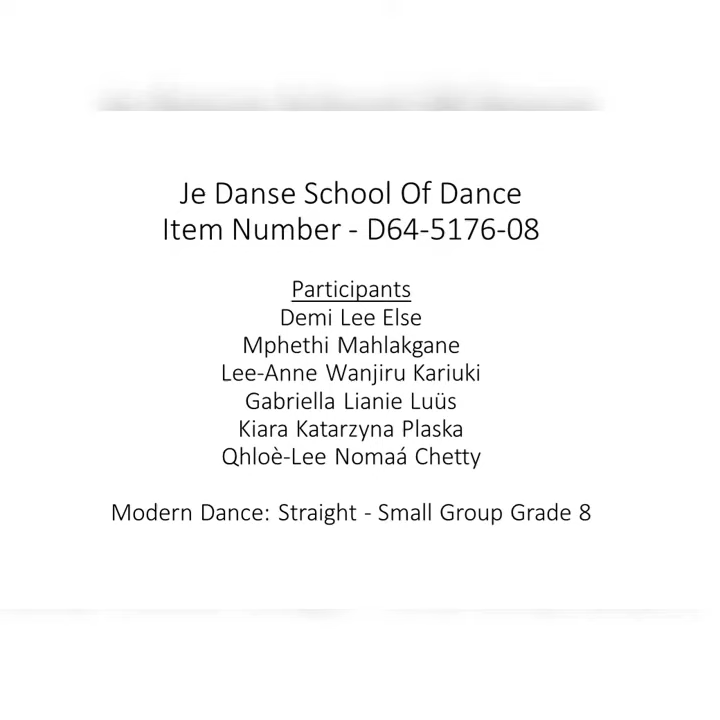 Je Danse School Of Dance
Item Number - D64-5176-08
Participants
Demi Lee Else
Mphethi Mahlakgane
Lee-Anne Wanjiru Kariuki
Gabriella Lianie Luüs
Kiara Katarzyna Plaska
Qhloè-Lee Nomaá Chetty
Modern Dance: Straight - Small Group Grade 8